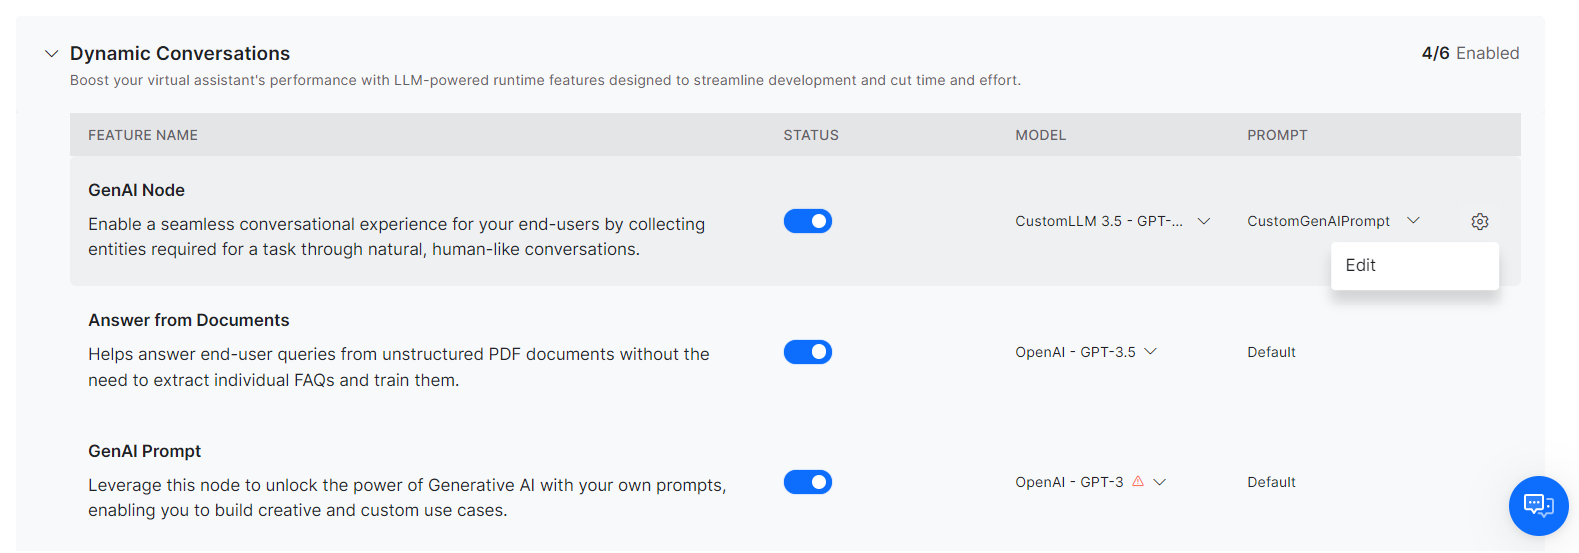 Dynamic Conversations
4/6 Enabled
Boost your virtual assistant's performance with LLM-powered runtime features designed to streamline development and cut time and effort.
FEATURE NAME STATUS MODEL PROMPT
GenAI Node
Enable a seamless conversational experience for your end-users by collecting
entities required for a task through natural, human-like conversations.
CustomLLM 3.5 - GPT-...
CustomGenAIPrompt
Edit
Answer from Documents
Helps answer end-user queries from unstructured PDF documents without the
need to extract individual FAQs and train them.
OpenAI - GPT-3.5
Default
GenAI Prompt
Leverage this node to unlock the power of Generative AI with your own prompts,
enabling you to build creative and custom use cases.
OpenAI - GPT-3
Default